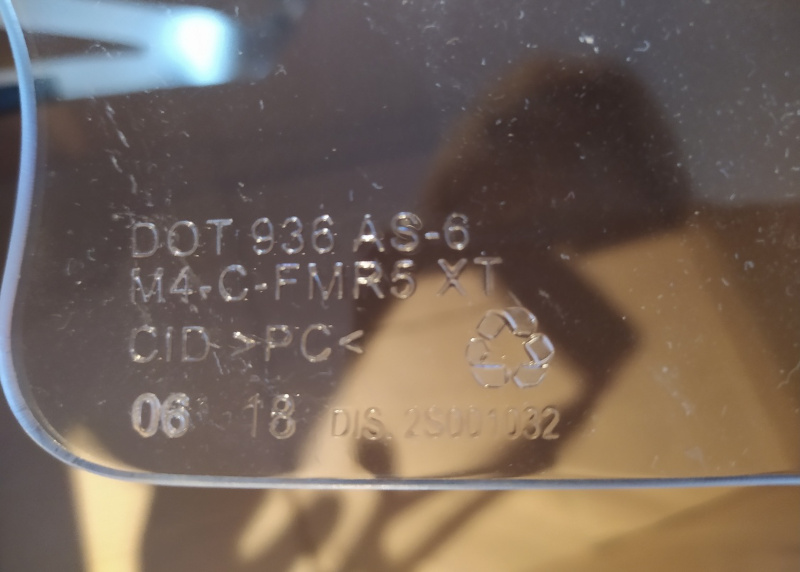 DOT 936 AS-6
M4-C-FMR5 XT
CID >PC<
06 18 DIS. 2S001032